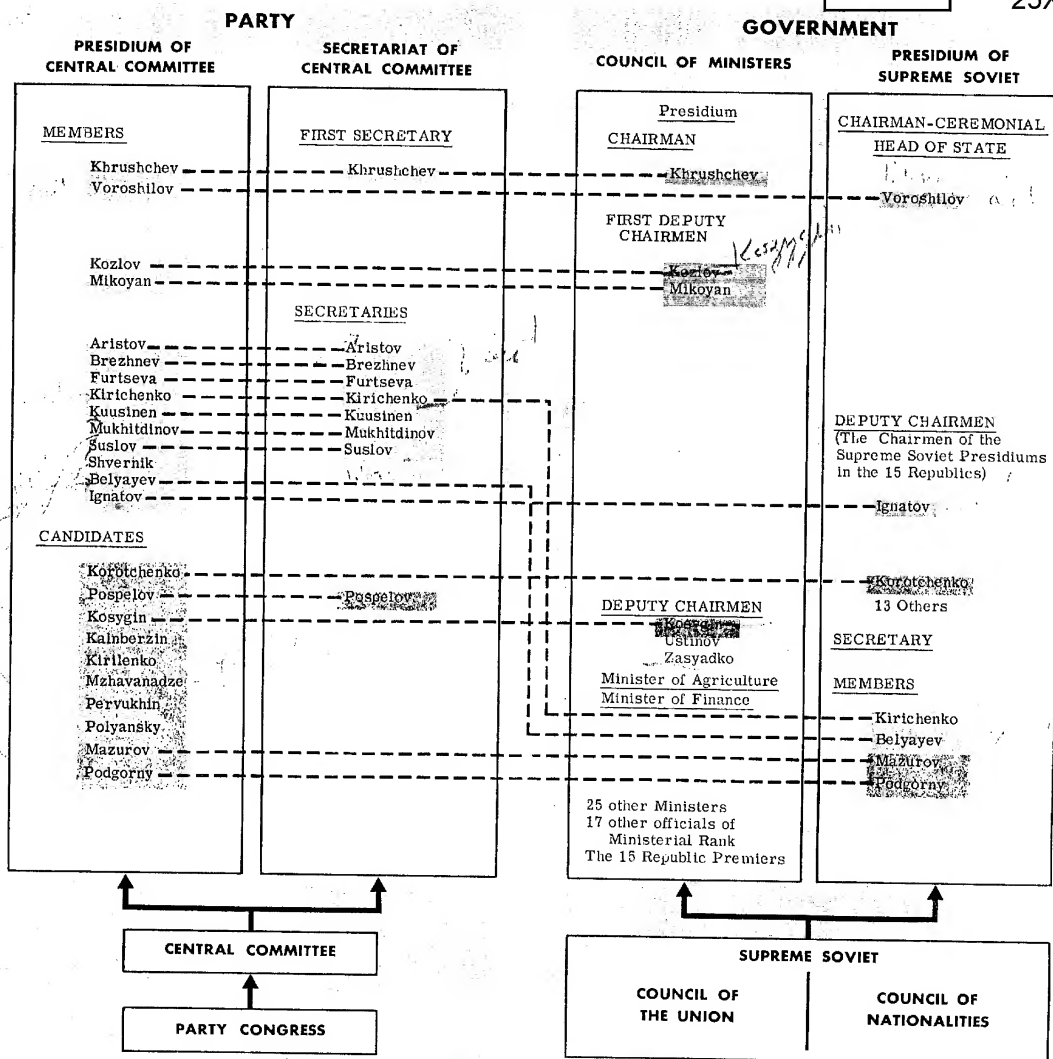 25X
PARTY
GOVERNMENT
PRESIDIUM OF
CENTRAL COMMITTEE
SECRETARIAT OF
CENTRAL COMMITTEE
COUNCIL OF MINISTERS
PRESIDIUM OF
SUPREME SOVIET
MEMBERS
Khrushchev
Voroshilov
Kozlov
Mikoyan
Aristov
Brezhnev
Furtseva
Kirichenko
Kuusinen
Mukhitdinov
Suslov
Shvernik
Belyayev
Ignatov
CANDIDATES
Korotchenko
Pospelov
Kosygin
Kalnberzin
Kirilenko
Mzhavanadze
Pervukhin
Polyansky
Mazurov
Podgorny
FIRST SECRETARY
Khrushchev
SECRETARIES
Aristov
Brezhnev
Furtseva
Kirichenko
Kuusinen
Mukhitdinov
Suslov
Pospelov
Presidium
CHAIRMAN
Khrushchev
FIRST DEPUTY
CHAIRMEN
Kozlov
Mikoyan
DEPUTY CHAIRMEN
Kosygin
Ustinov
Zasyadko
Minister of Agriculture
Minister of Finance
25 other Ministers
17 other officials of
Ministerial Rank
The 15 Republic Premiers
CHAIRMAN-CEREMONIAL
HEAD OF STATE
Voroshilov
DEPUTY CHAIRMEN
(The Chairmen of the
Supreme Soviet Presidiums
in the 15 Republics)
Ignatov
Korotchenko
13 Others
SECRETARY
MEMBERS
Kirichenko
Belyayev
Mazurov
Podgorny
CENTRAL COMMITTEE
PARTY CONGRESS
SUPREME SOVIET
COUNCIL OF
THE UNION
COUNCIL OF
NATIONALITIES